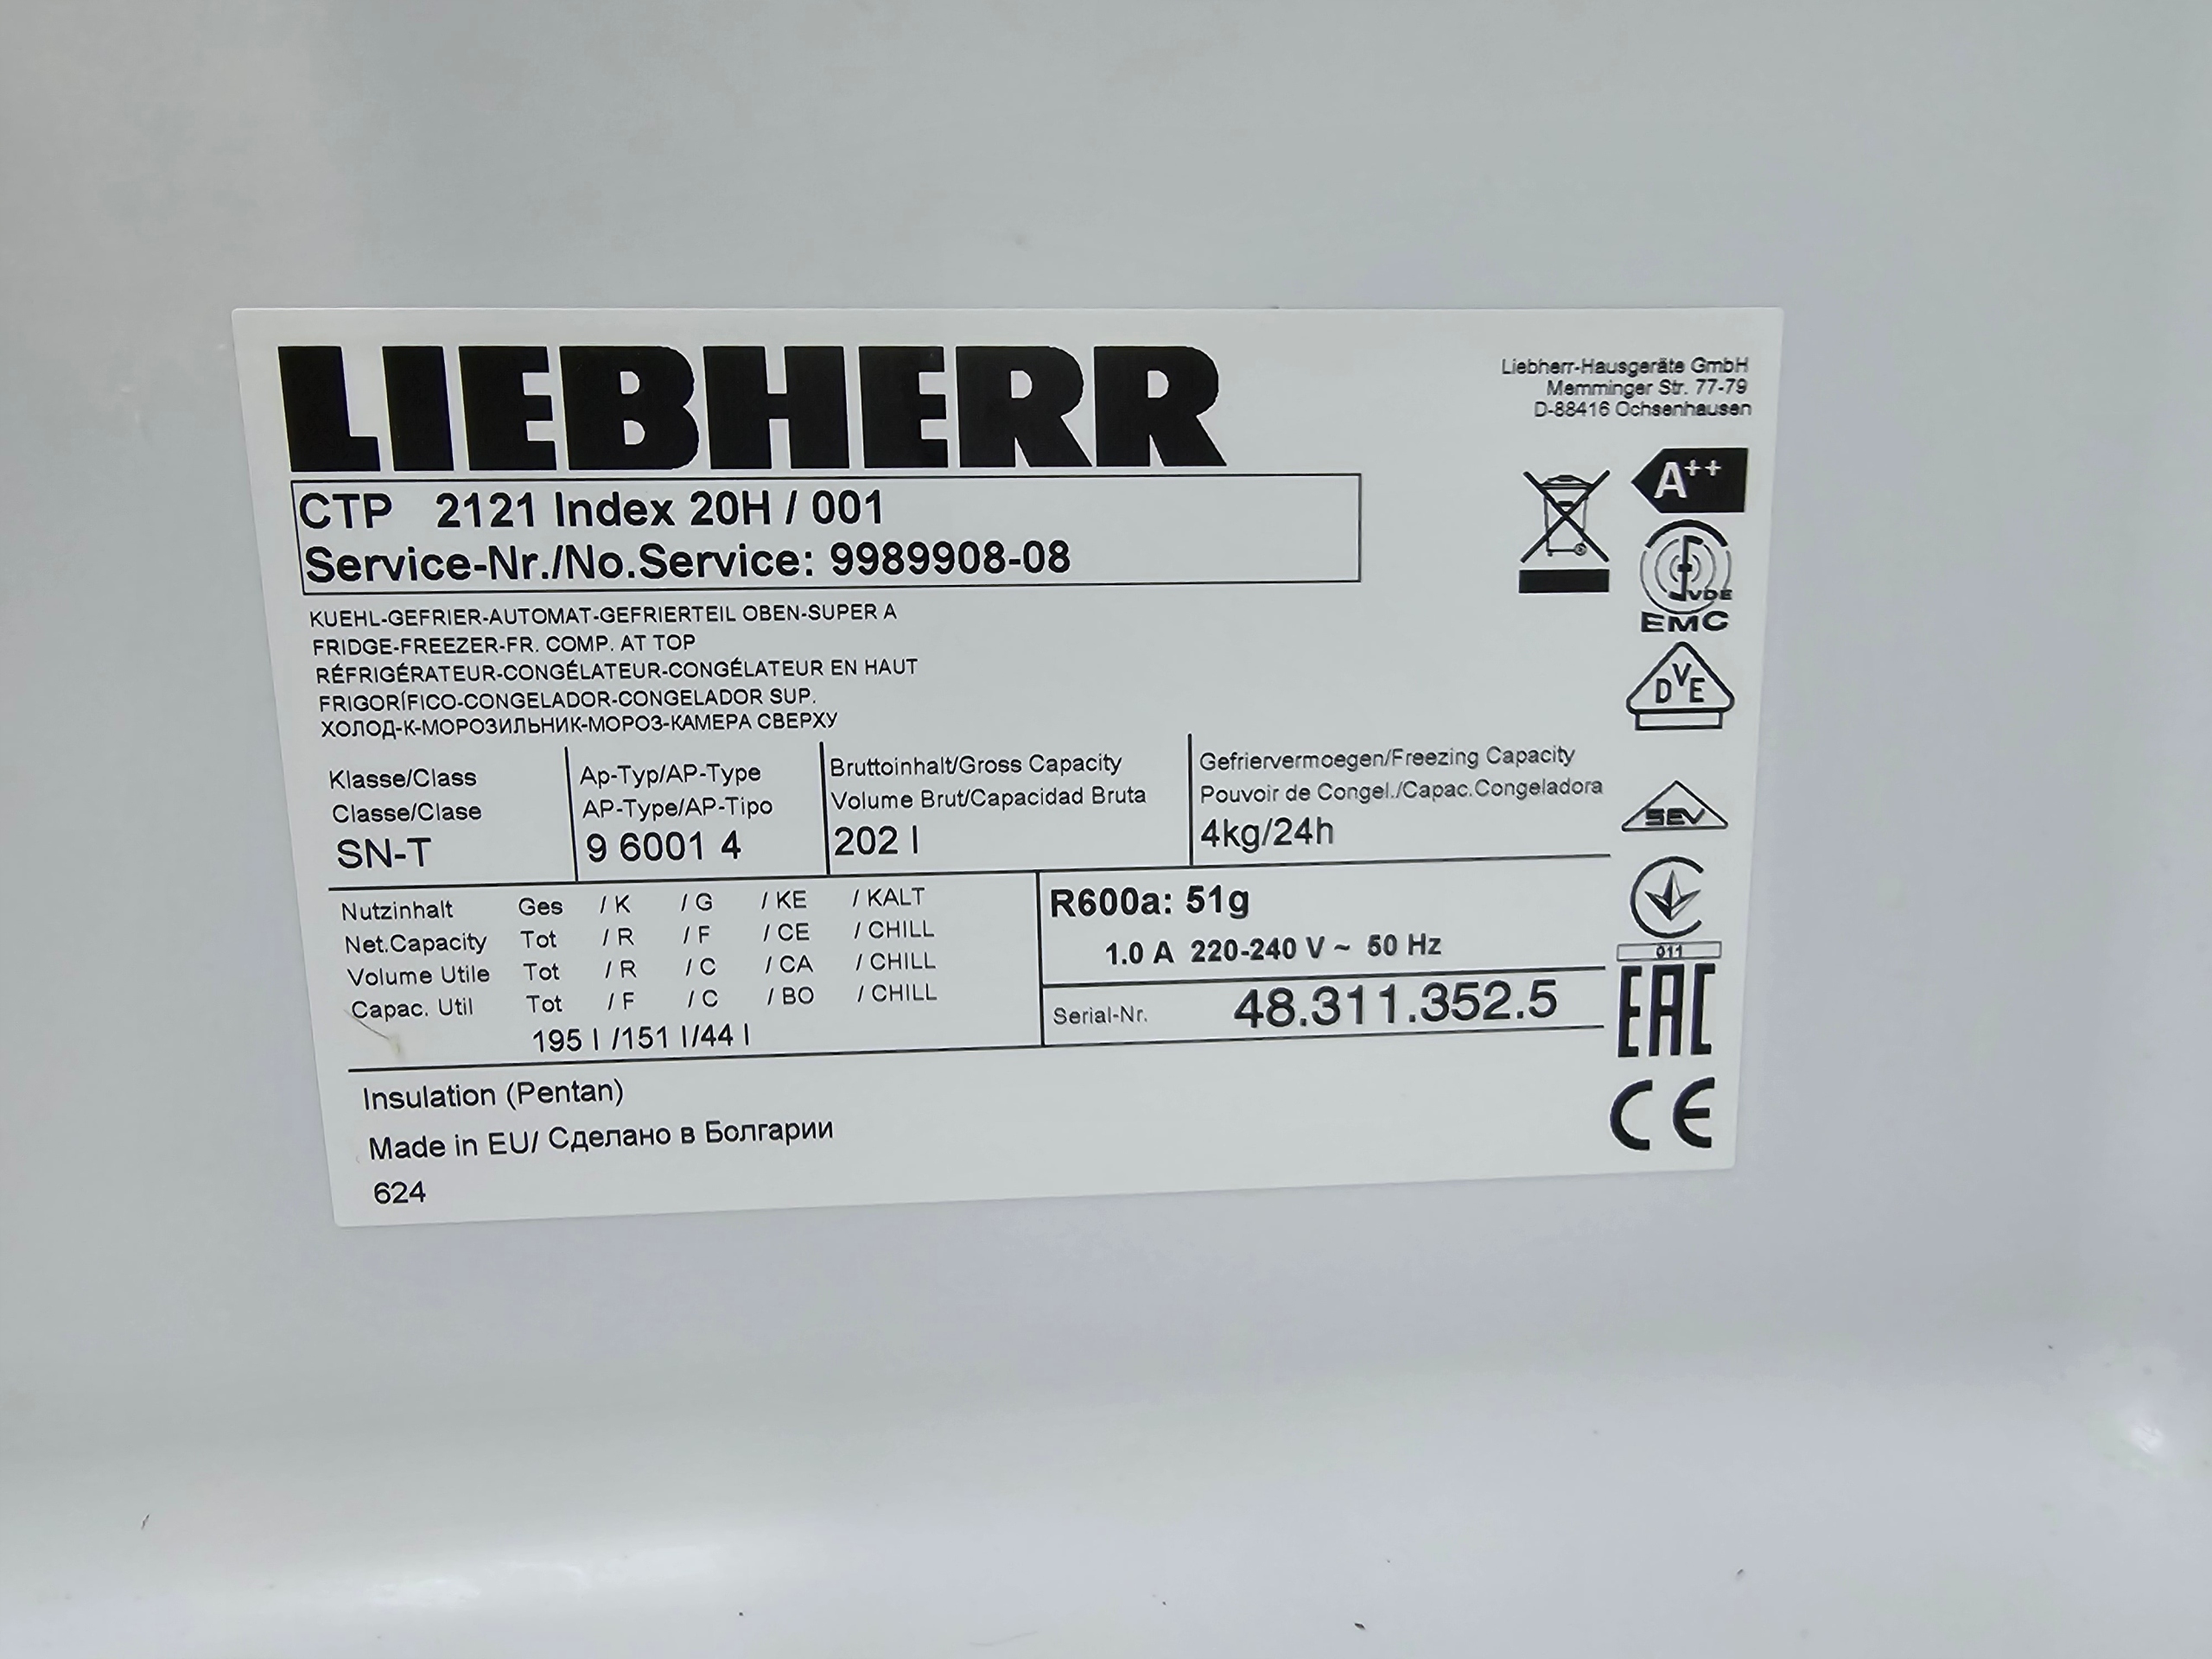 LIEBHERR
Liebherr-Hausgeräte GmbH
Memminger Str. 77-79
D-88416 Ochsenhausen
CTP 2121 Index 20H / 001
Service-Nr./No.Service: 9989908-08
A++
VDE
EMC
DVE
SEV
011
EAC
CE
KUEHL-GEFRIER-AUTOMAT-GEFRIERTEIL OBEN-SUPER A
FRIDGE-FREEZER-FR. COMP. AT TOP
RÉFRIGÉRATEUR-CONGÉLATEUR-CONGÉLATEUR EN HAUT
FRIGORÍFICO-CONGELADOR-CONGELADOR SUP.
ХОЛОД-К-МОРОЗИЛЬНИК-МОРОЗ-КАМЕРА СВЕРХУ
Klasse/Class
Classe/Clase
SN-T
Ap-Typ/AP-Type
AP-Type/AP-Tipo
9 6001 4
Bruttoinhalt/Gross Capacity
Volume Brut/Capacidad Bruta
202 l
Gefriervermoegen/Freezing Capacity
Pouvoir de Congel./Capac.Congeladora
4kg/24h
Nutzinhalt Ges / K / G / KE / KALT
Net.Capacity Tot / R / F / CE / CHILL
Volume Utile Tot / R / C / CA / CHILL
Capac. Util Tot / F / C / BO / CHILL
195 l /151 l/44 l
R600a: 51g
1.0 A 220-240 V ~ 50 Hz
Serial-Nr. 48.311.352.5
Insulation (Pentan)
Made in EU/ Сделано в Болгарии
624